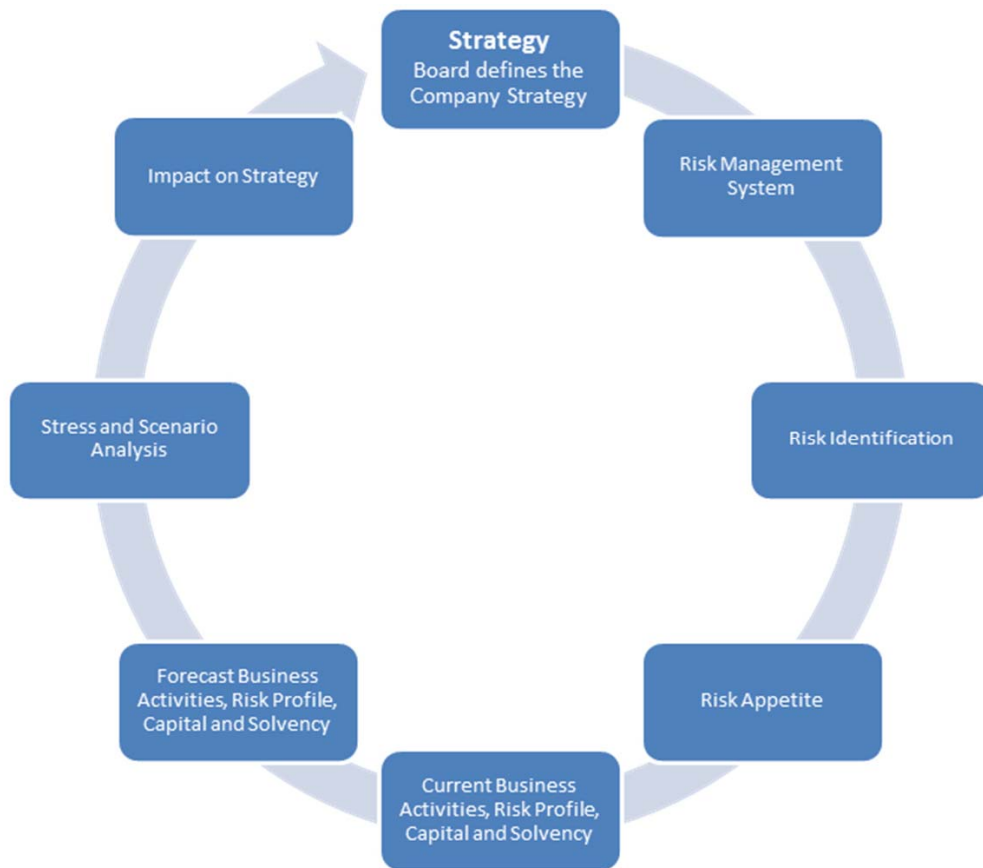 Strategy
Board defines the
Company Strategy
Risk Management
System
Risk Identification
Risk Appetite
Current Business
Activities, Risk Profile,
Capital and Solvency
Forecast Business
Activities, Risk Profile,
Capital and Solvency
Stress and Scenario
Analysis
Impact on Strategy